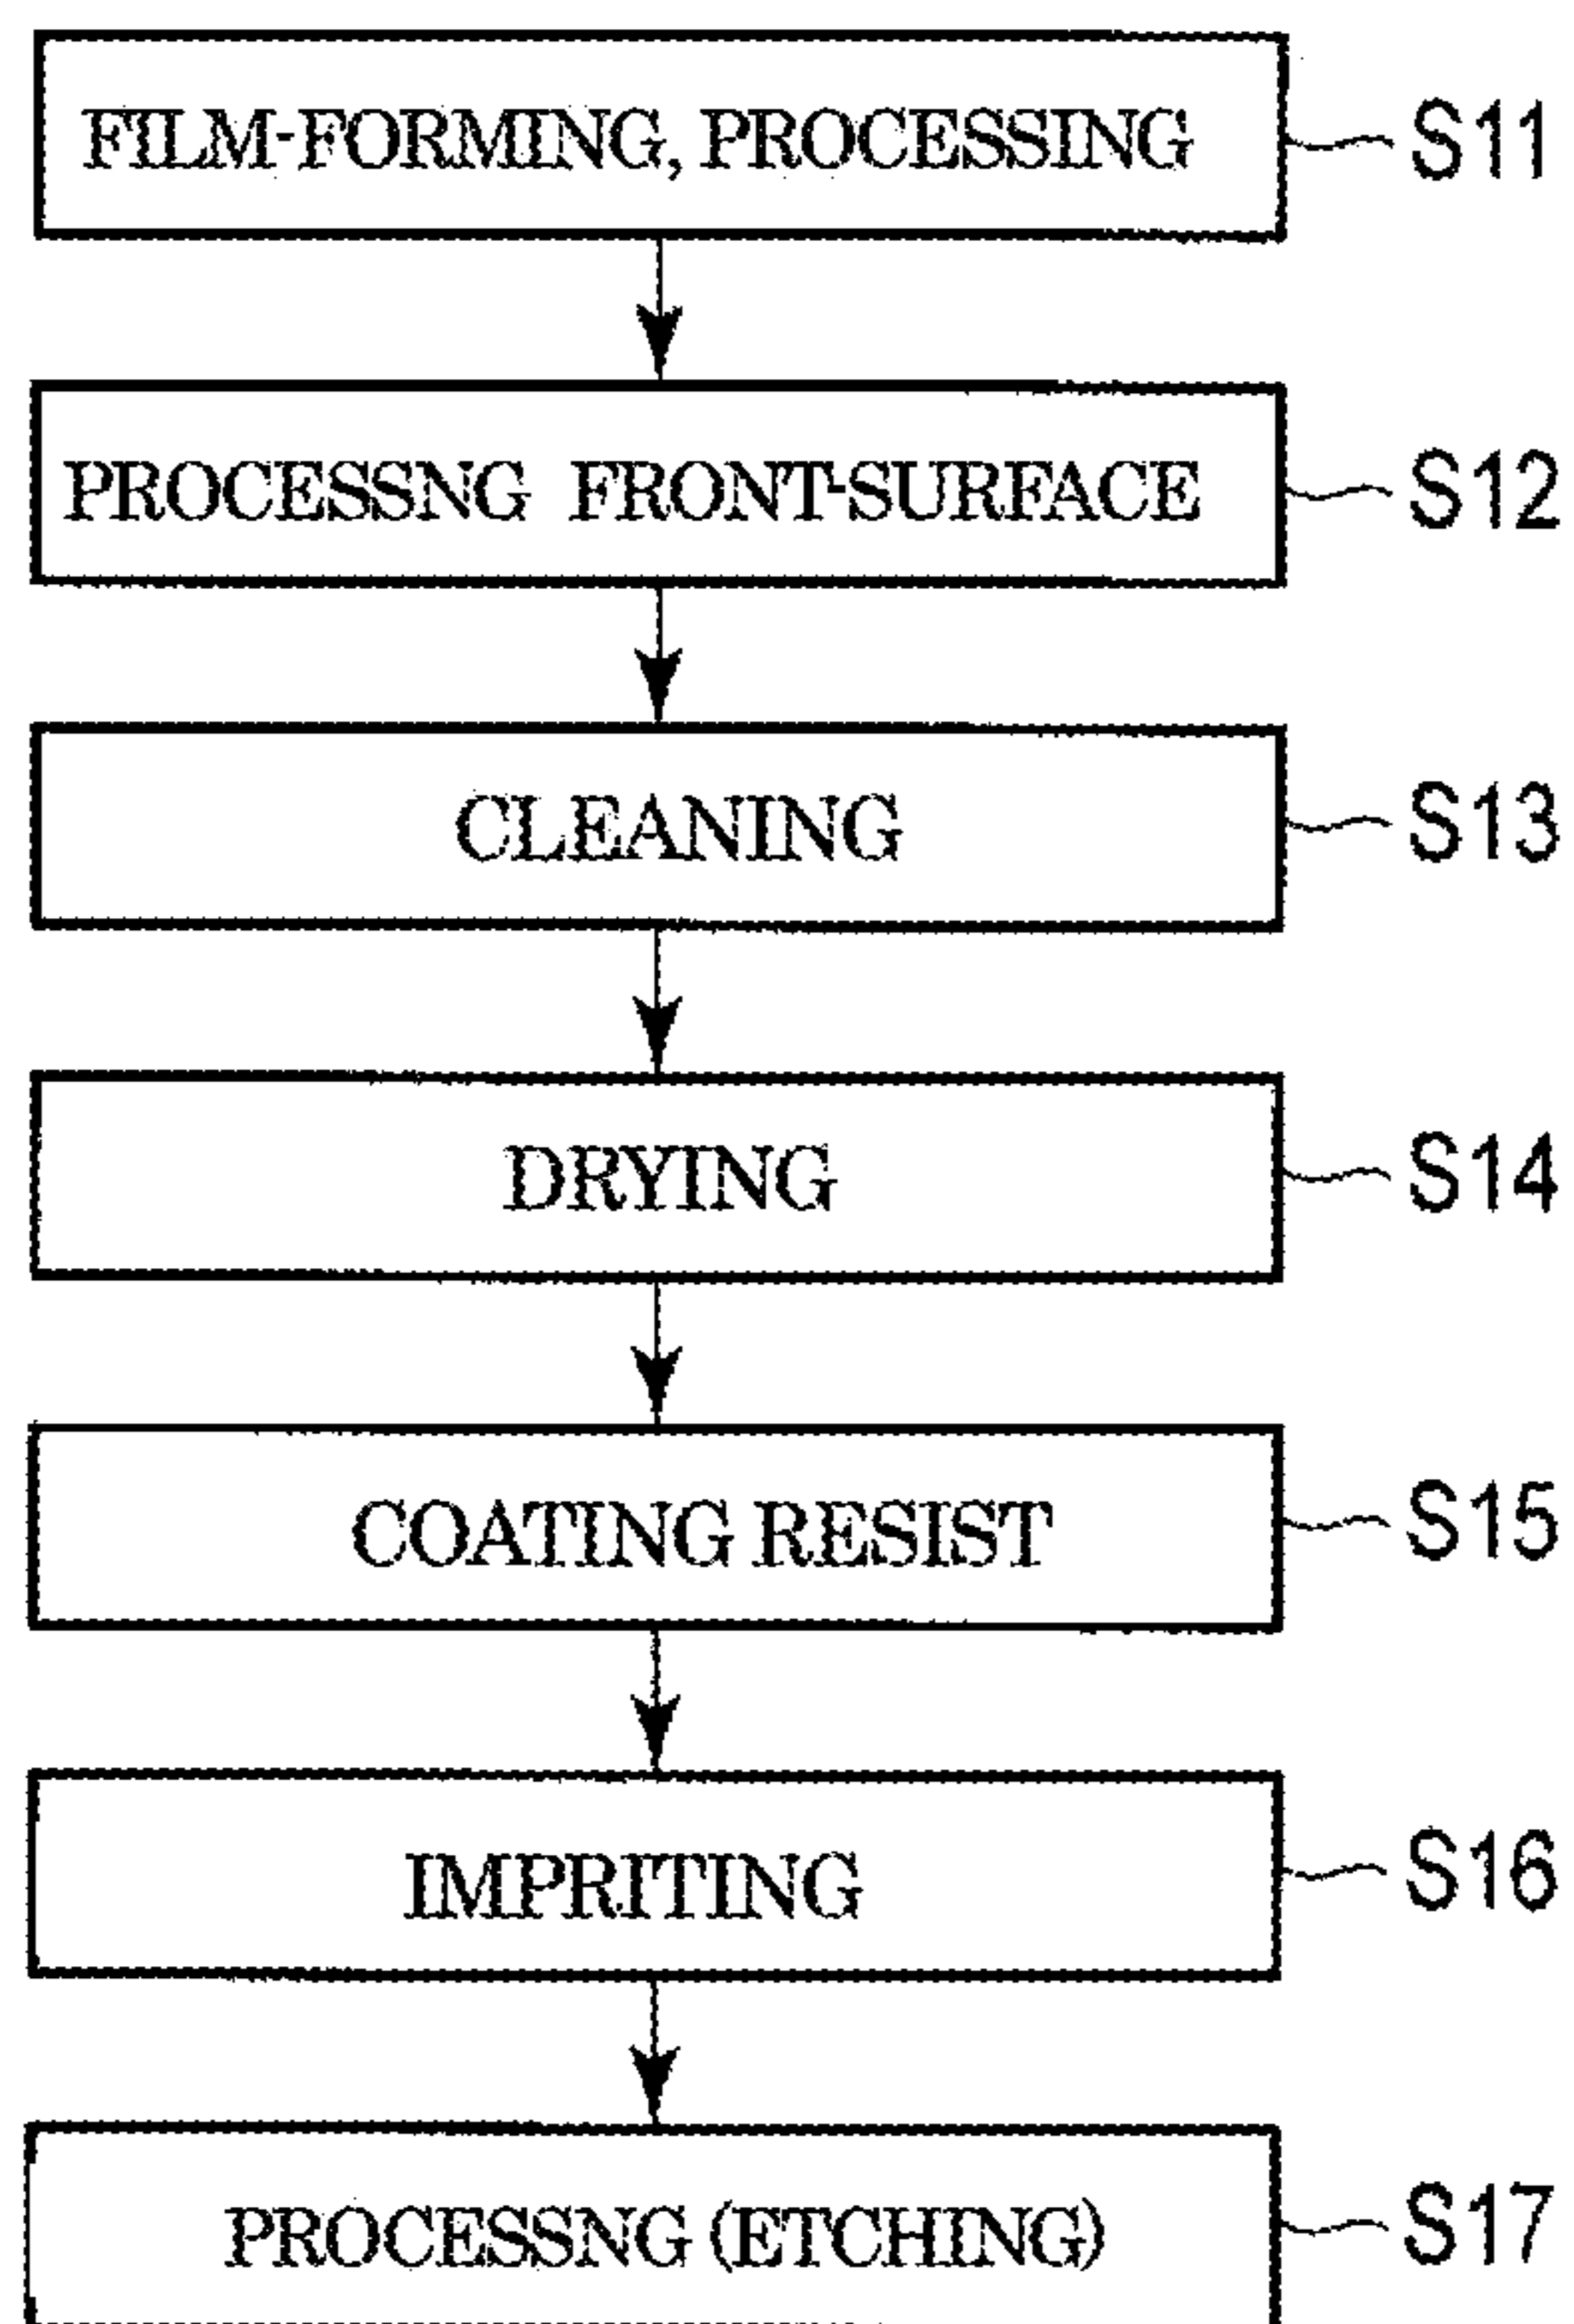 FILM-FORMING, PROCESSING S11
PROCESSNG FRONT-SURFACE S12
CLEANING S13
DRYING S14
COATING RESIST S15
IMPRITING S16
PROCESSNG (ETCHING) S17